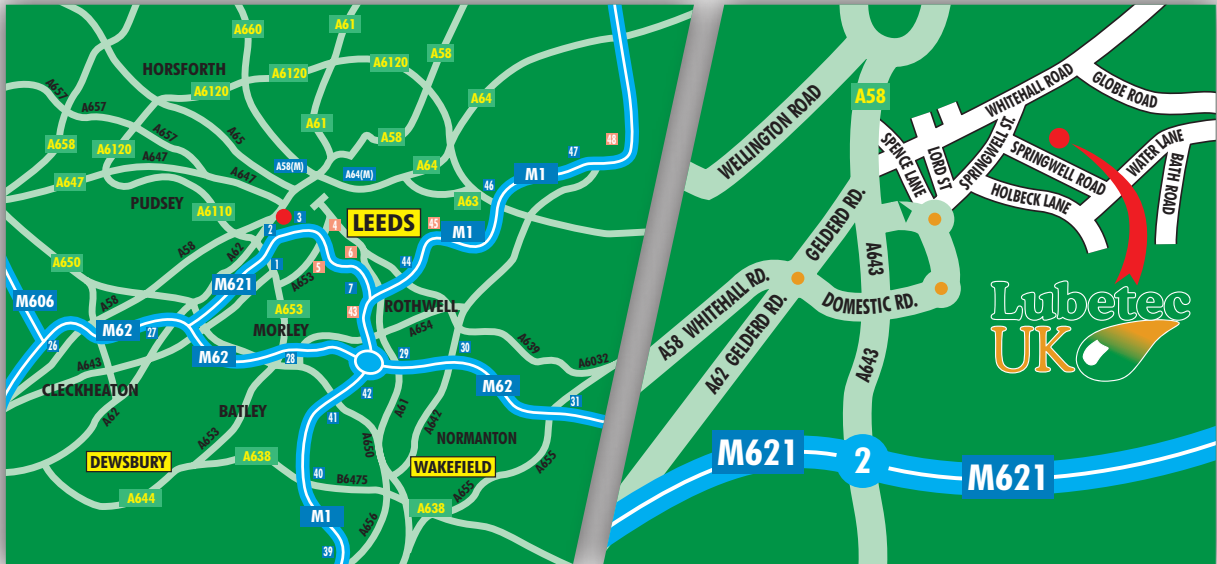 A660
A61
A58
A6120
HORSFORTH
A6120
A6120
A657
A657
A64
A61
A65
A58
A657
A658
A6120
A647
A58(M)
A64(M)
A64
48
47
M1
46
A647
A647
PUDSEY
A6110
A63
3
2
4
LEEDS
45
M1
A58
A62
6
5
44
1
A650
M621
A653
7
M606
A58
A653
43
ROTHWELL
M62
27
MORLEY
A654
26
M62
28
29
30
A639
A6032
A643
CLECKHEATON
42
M62
31
A62
BATLEY
41
A61
A642
A653
A650
NORMANTON
DEWSBURY
A638
40
B6475
WAKEFIELD
A655
A655
A644
A638
M1
A656
39
A58
WELLINGTON ROAD
WHITEHALL ROAD
GLOBE ROAD
SPENCE LANE
LORD ST
SPRINGWELL ST.
SPRINGWELL ROAD
WATER LANE
BATH ROAD
HOLBECK LANE
GELDERD RD.
A643
A58 WHITEHALL RD.
DOMESTIC RD.
A62 GELDERD RD.
A643
Lubetec
UK
M621
2
M621